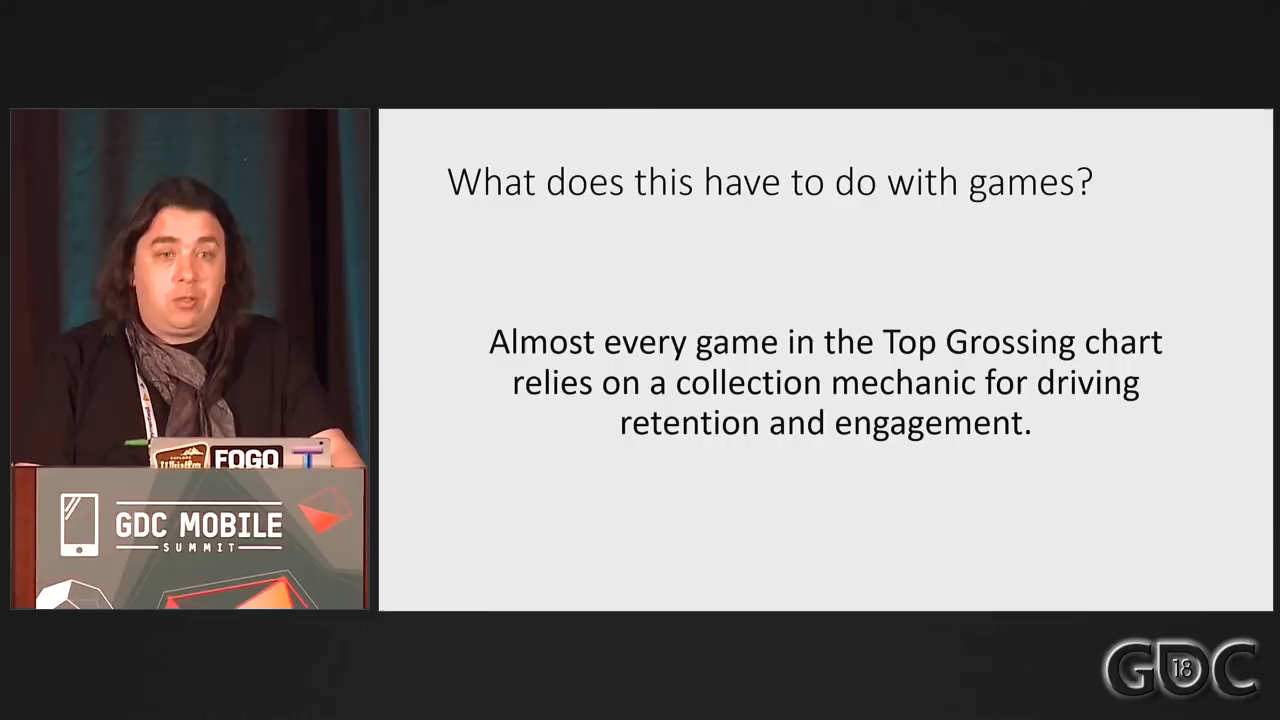 What does this have to do with games?
Almost every game in the Top Grossing chart
relies on a collection mechanic for driving
retention and engagement.
FOGO
T
GDC MOBILE
SUMMIT
GDC
18